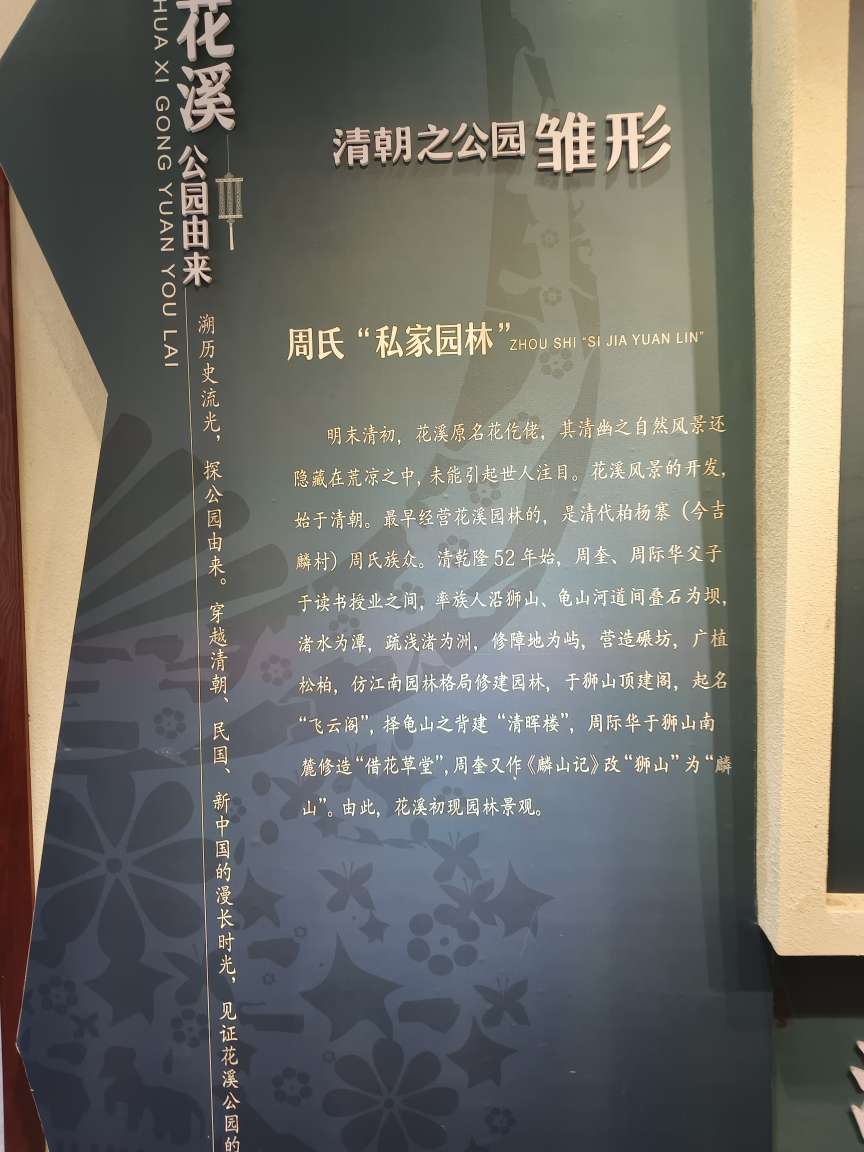 花溪
公园由来
HUA XI GONG YUAN YOU LAI
溯历史流光，探公园由来。穿越清朝、民国、新中国的漫长时光，见证花溪公园的
清朝之公园雏形
周氏“私家园林”ZHOU SHI “SI JIA YUAN LIN”
明末清初，花溪原名花仡佬，其清幽之自然风景还
隐藏在荒凉之中，未能引起世人注目。花溪风景的开发，
始于清朝。最早经营花溪园林的，是清代柏杨寨（今吉
麟村）周氏族众。清乾隆52年始，周奎、周际华父子
于读书授业之间，率族人沿狮山、龟山河道间叠石为坝，
渚水为潭，疏浅渚为洲，修障地为屿，营造碾坊，广植
松柏，仿江南园林格局修建园林，于狮山顶建阁，起名
“飞云阁”，择龟山之背建“清晖楼”，周际华于狮山南
麓修造“借花草堂”，周奎又作《麟山记》改“狮山”为“麟
山”。由此，花溪初现园林景观。